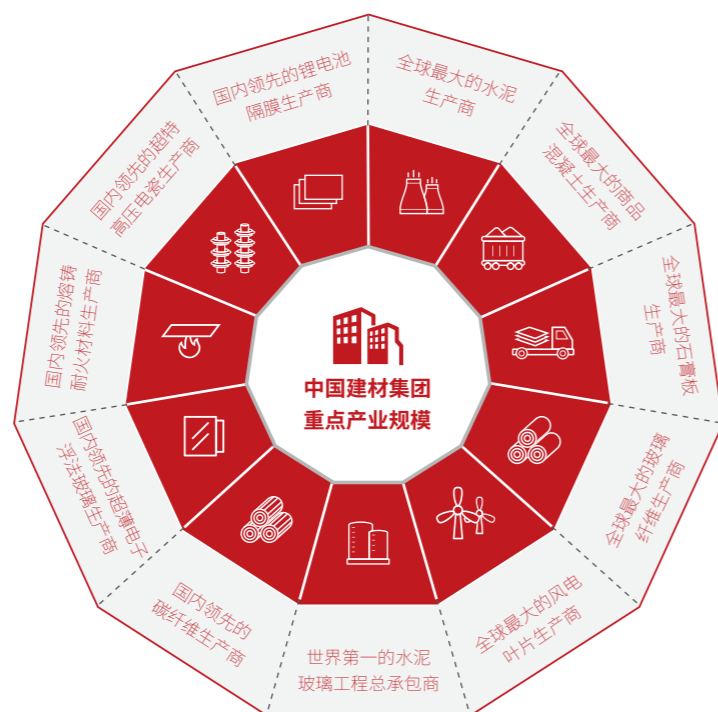 中国建材集团
重点产业规模
全球最大的水泥
生产商
全球最大的商品
混凝土生产商
全球最大的石膏板
生产商
全球最大的玻璃
纤维生产商
全球最大的风电
叶片生产商
世界第一的水泥
玻璃工程总承包商
国内领先的
碳纤维生产商
国内领先的超薄电子
浮法玻璃生产商
国内领先的熔铸
耐火材料生产商
国内领先的超特
高压电瓷生产商
国内领先的锂电池
隔膜生产商